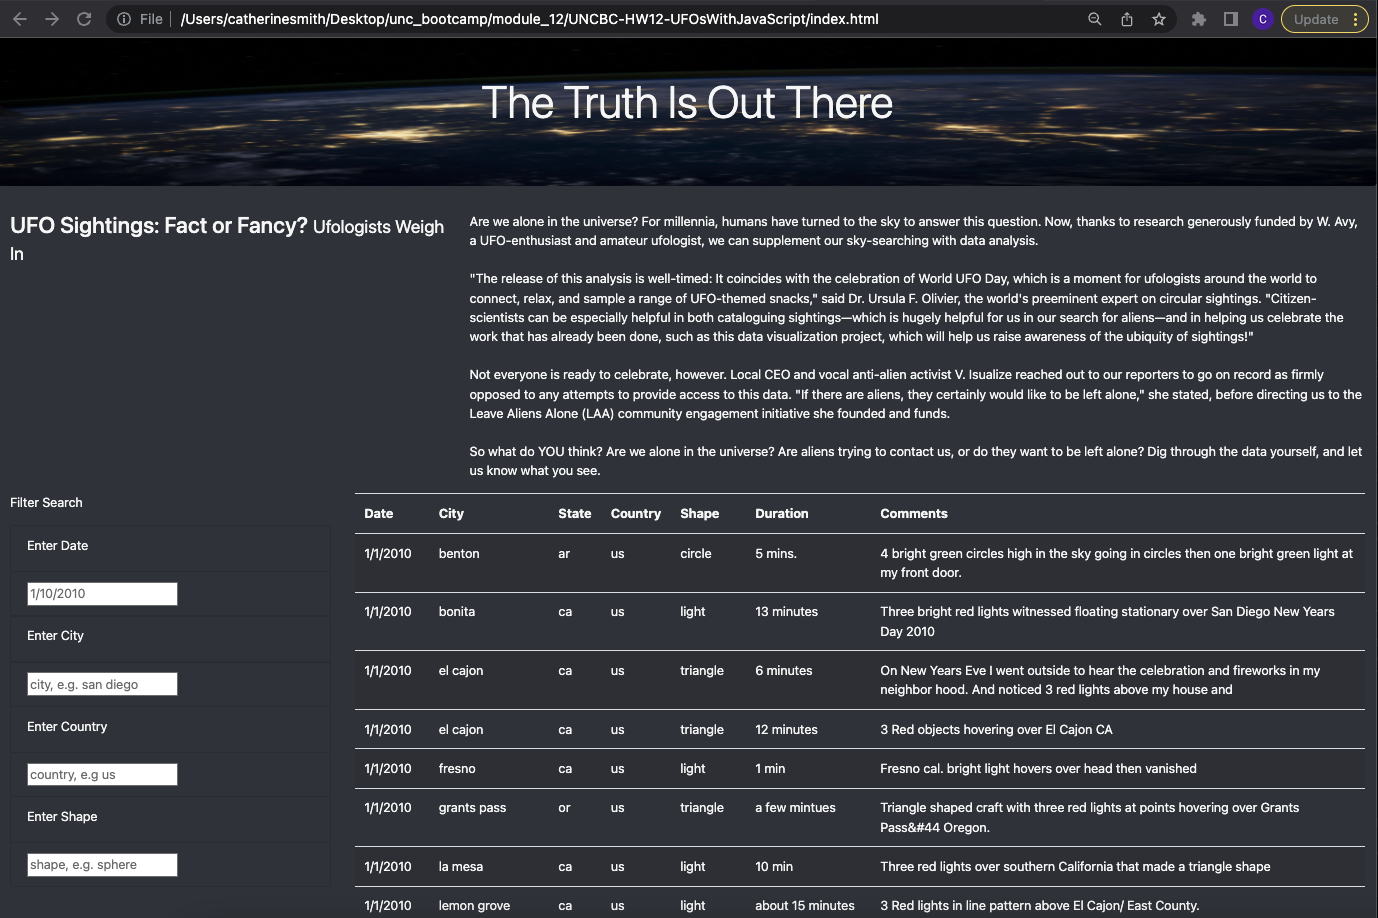 File /Users/catherinesmith/Desktop/unc_bootcamp/module_12/UNCBC-HW12-UFOsWithJavaScript/index.html C Update
The Truth Is Out There
UFO Sightings: Fact or Fancy? Ufologists Weigh
In
Are we alone in the universe? For millennia, humans have turned to the sky to answer this question. Now, thanks to research generously funded by W. Avy,
a UFO-enthusiast and amateur ufologist, we can supplement our sky-searching with data analysis.
"The release of this analysis is well-timed: It coincides with the celebration of World UFO Day, which is a moment for ufologists around the world to
connect, relax, and sample a range of UFO-themed snacks," said Dr. Ursula F. Olivier, the world's preeminent expert on circular sightings. "Citizen-
scientists can be especially helpful in both cataloguing sightings—which is hugely helpful for us in our search for aliens—and in helping us celebrate the
work that has already been done, such as this data visualization project, which will help us raise awareness of the ubiquity of sightings!"
Not everyone is ready to celebrate, however. Local CEO and vocal anti-alien activist V. Isualize reached out to our reporters to go on record as firmly
opposed to any attempts to provide access to this data. "If there are aliens, they certainly would like to be left alone," she stated, before directing us to the
Leave Aliens Alone (LAA) community engagement initiative she founded and funds.
So what do YOU think? Are we alone in the universe? Are aliens trying to contact us, or do they want to be left alone? Dig through the data yourself, and let
us know what you see.
Filter Search
Enter Date
1/10/2010
Enter City
city, e.g. san diego
Enter Country
country, e.g us
Enter Shape
shape, e.g. sphere
Date City State Country Shape Duration Comments
1/1/2010 benton ar us circle 5 mins. 4 bright green circles high in the sky going in circles then one bright green light at
my front door.
1/1/2010 bonita ca us light 13 minutes Three bright red lights witnessed floating stationary over San Diego New Years
Day 2010
1/1/2010 el cajon ca us triangle 6 minutes On New Years Eve I went outside to hear the celebration and fireworks in my
neighbor hood. And noticed 3 red lights above my house and
1/1/2010 el cajon ca us triangle 12 minutes 3 Red objects hovering over El Cajon CA
1/1/2010 fresno ca us light 1 min Fresno cal. bright light hovers over head then vanished
1/1/2010 grants pass or us triangle a few mintues Triangle shaped craft with three red lights at points hovering over Grants
Pass&#44 Oregon.
1/1/2010 la mesa ca us light 10 min Three red lights over southern California that made a triangle shape
1/1/2010 lemon grove ca us light about 15 minutes 3 Red lights in line pattern above El Cajon/ East County.